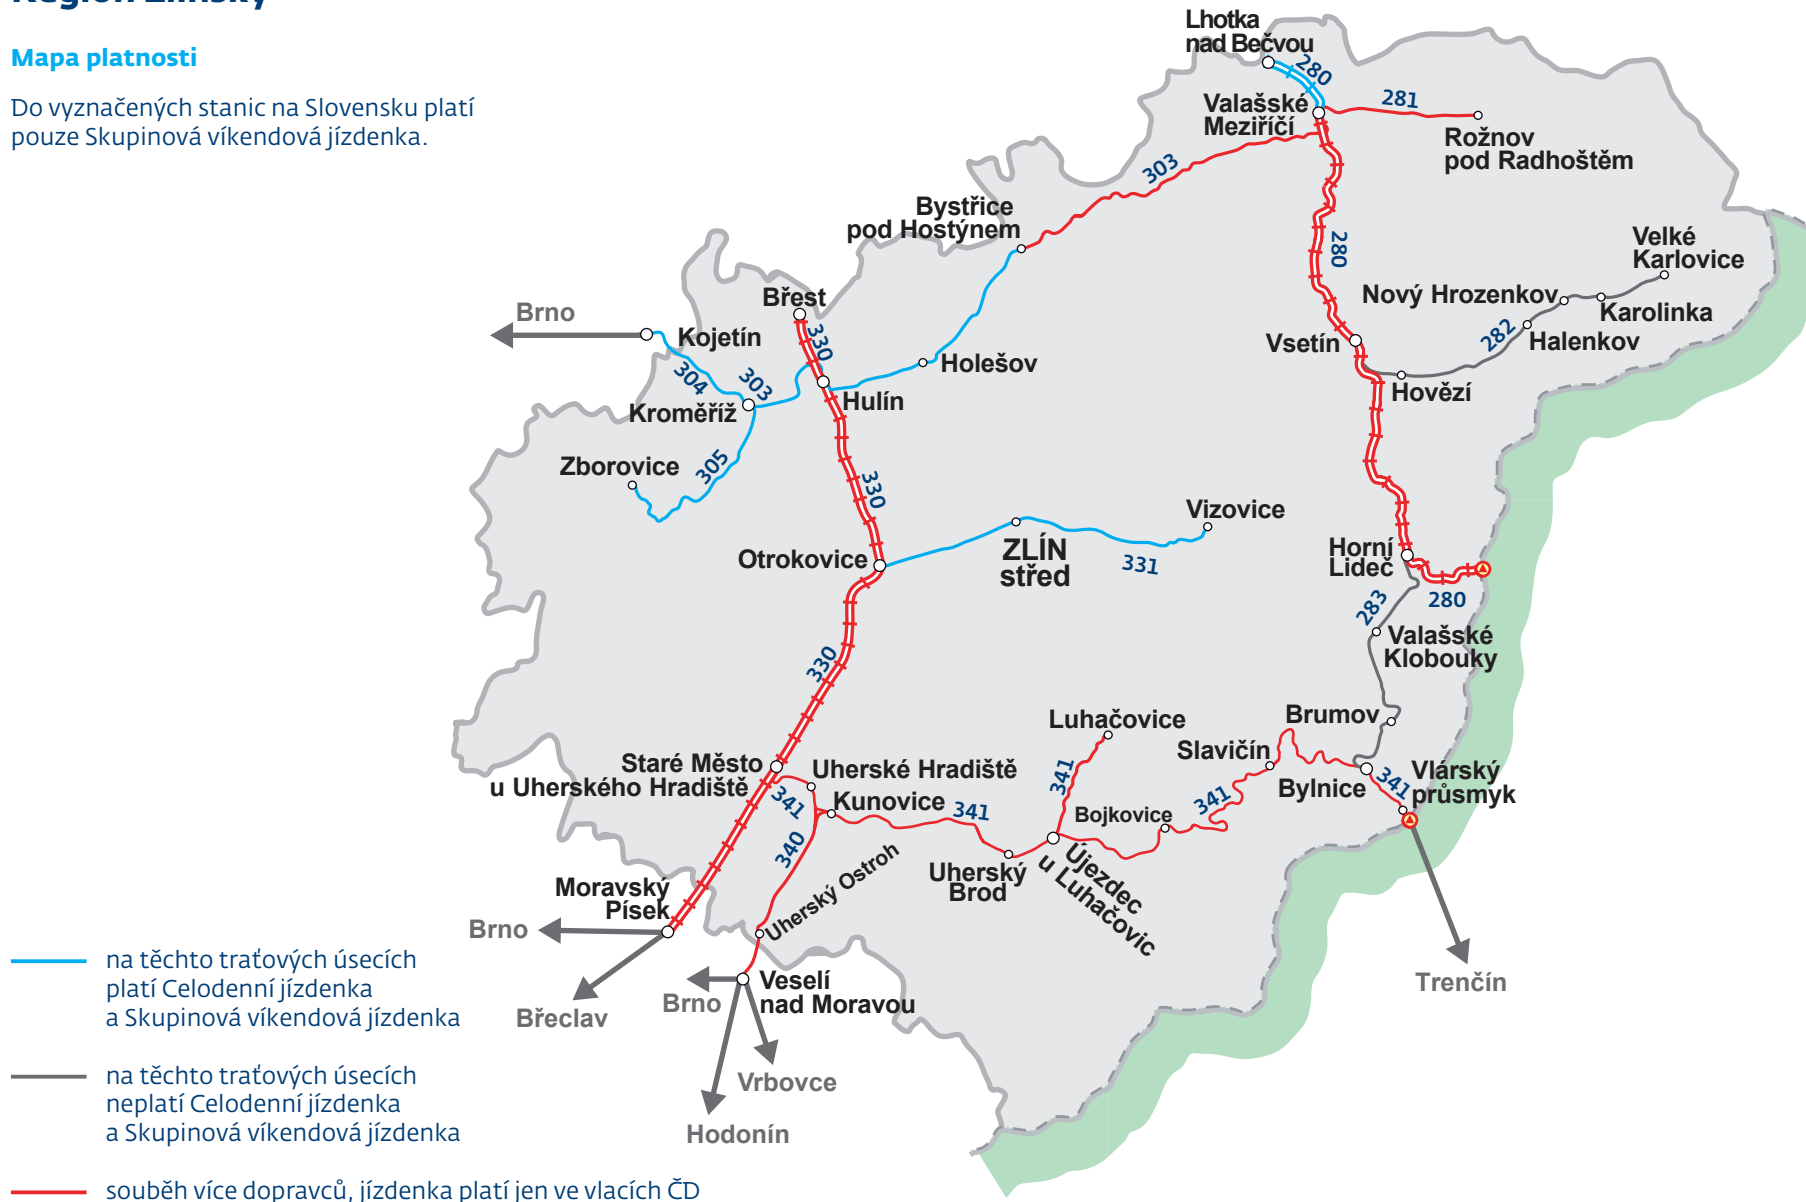 Region Zlínský
Mapa platnosti
Do vyznačených stanic na Slovensku platí
pouze Skupinová víkendová jízdenka.
Lhotka
nad Bečvou
280
Valašské
Meziříčí
281
Rožnov
pod Radhoštěm
303
Bystřice
pod Hostýnem
280
Velké
Karlovice
Nový Hrozenkov
Karolinka
282
Halenkov
Vsetín
Hovězí
Břest
Brno
Kojetín
330
304
303
Holešov
Hulín
Kroměříž
Zborovice
305
330
Vizovice
Otrokovice
ZLÍN
střed
331
Horní
Lideč
280
283
Valašské
Klobouky
330
Luhačovice
Brumov
Slavičín
Staré Město
u Uherského Hradiště
Uherské Hradiště
341
Kunovice
341
341
Bojkovice
341
Bylnice
341
Vlárský
průsmyk
340
Uherský Ostroh
Uherský
Brod
Újezdec
u Luhačovic
Moravský
Písek
Brno
Břeclav
Brno
Veselí
nad Moravou
Vrbovce
Hodonín
Trenčín
na těchto traťových úsecích
platí Celodenní jízdenka
a Skupinová víkendová jízdenka
na těchto traťových úsecích
neplatí Celodenní jízdenka
a Skupinová víkendová jízdenka
souběh více dopravců, jízdenka platí jen ve vlacích ČD